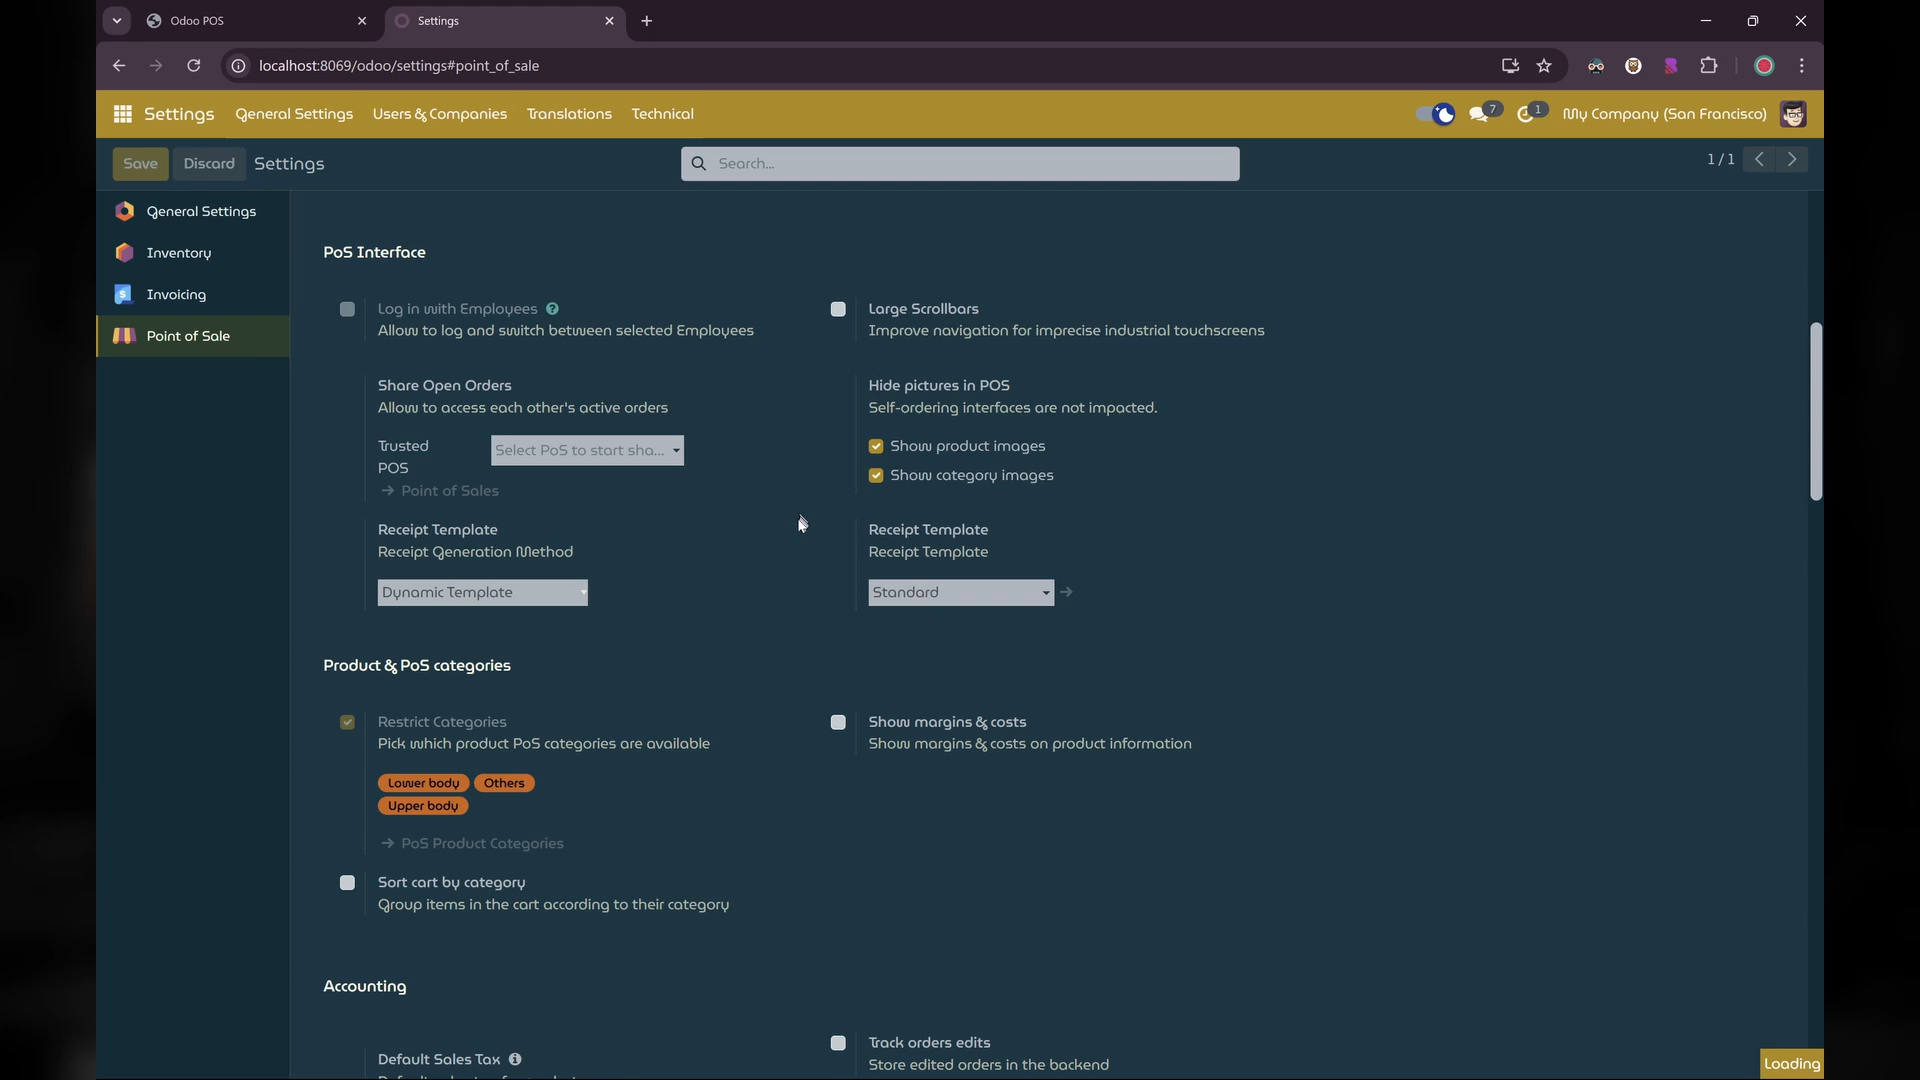 Odoo POS
Settings
localhost:8069/odoo/settings#point_of_sale
Settings General Settings Users & Companies Translations Technical 7 1 My Company (San Francisco)
Save Discard Settings Search... 1 / 1
General Settings
Inventory
Invoicing
Point of Sale
PoS Interface
Log in with Employees ?
Allow to log and switch between selected Employees
Large Scrollbars
Improve navigation for imprecise industrial touchscreens
Share Open Orders
Allow to access each other's active orders
Trusted
POS
Select PoS to start sha...
Point of Sales
Hide pictures in POS
Self-ordering interfaces are not impacted.
Show product images
Show category images
Receipt Template
Receipt Generation Method
Dynamic Template
Receipt Template
Receipt Template
Standard
Product & PoS categories
Restrict Categories
Pick which product PoS categories are available
Lower body Others
Upper body
PoS Product Categories
Show margins & costs
Show margins & costs on product information
Sort cart by category
Group items in the cart according to their category
Accounting
Default Sales Tax
Track orders edits
Store edited orders in the backend
Loading